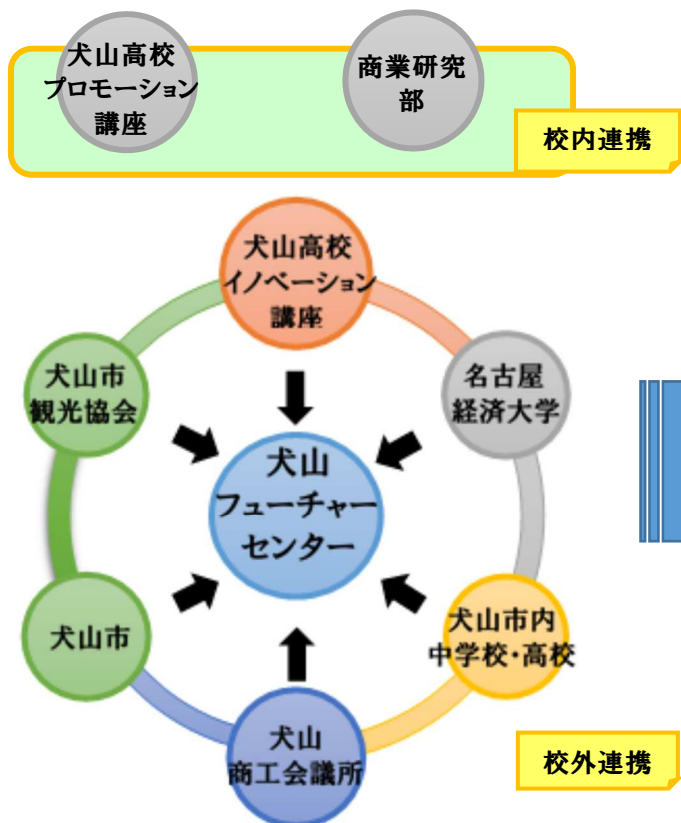 犬山高校
プロモーション
講座
商業研究
部
校内連携
犬山高校
イノベーション
講座
犬山市
観光協会
名古屋
経済大学
犬山
フューチャー
センター
犬山市
犬山市内
中学校・高校
犬山
商工会議所
校外連携